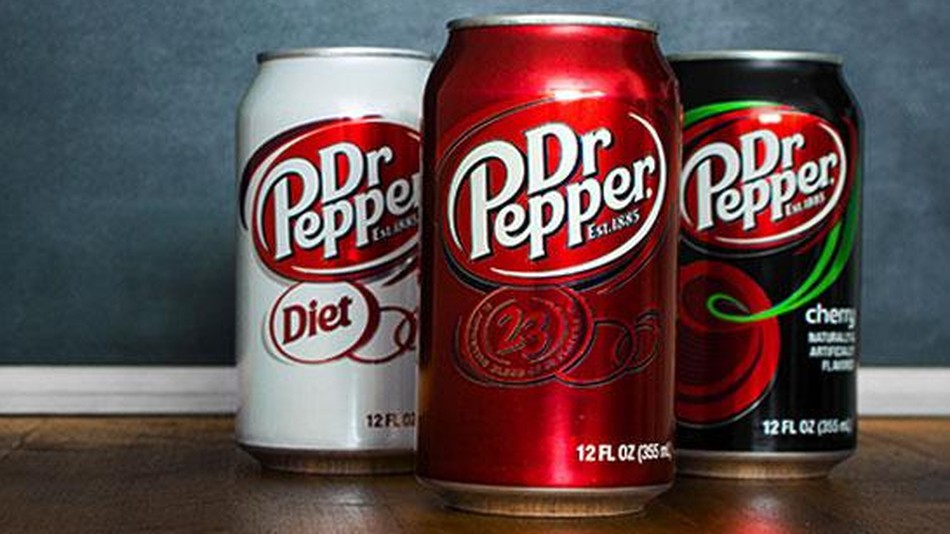 Dr
Pepper
Est. 1885
Diet
12 FL OZ
Dr
Pepper.
Est. 1885
23
12 FL OZ (355 mL
Dr
Pepper.
Est. 1885
cherry
NATURALLY &
ARTIFICIALLY
FLAVORED
12 FL OZ (355 mL)